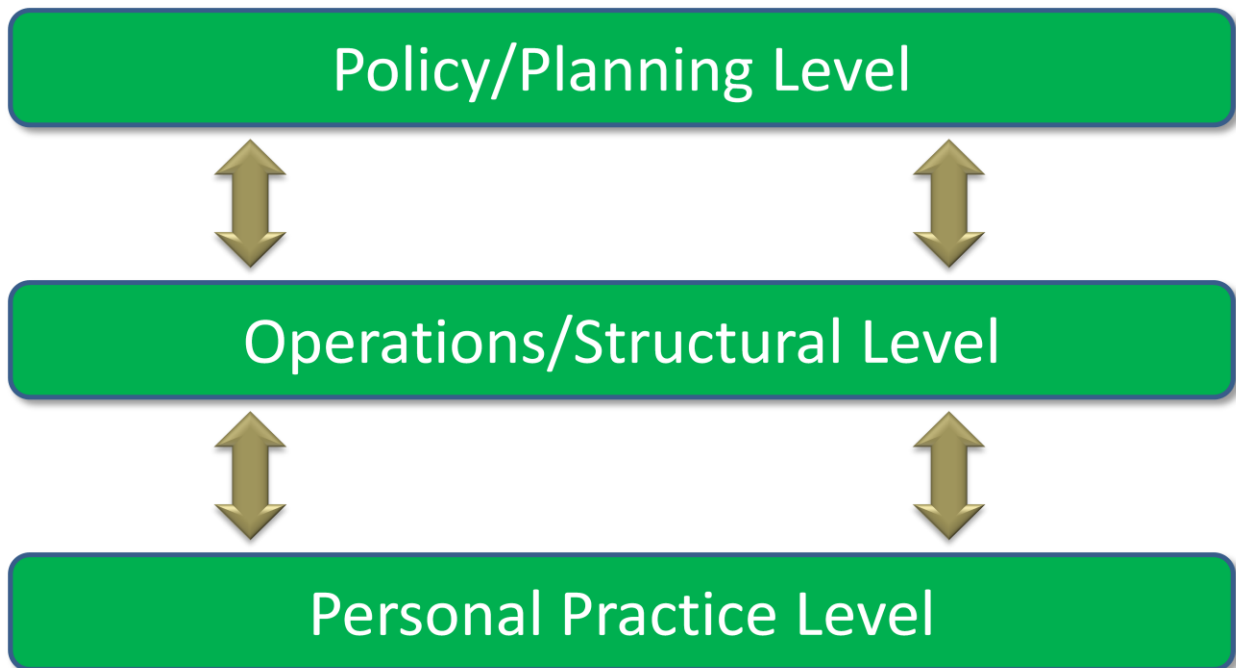 Policy/Planning Level
Operations/Structural Level
Personal Practice Level